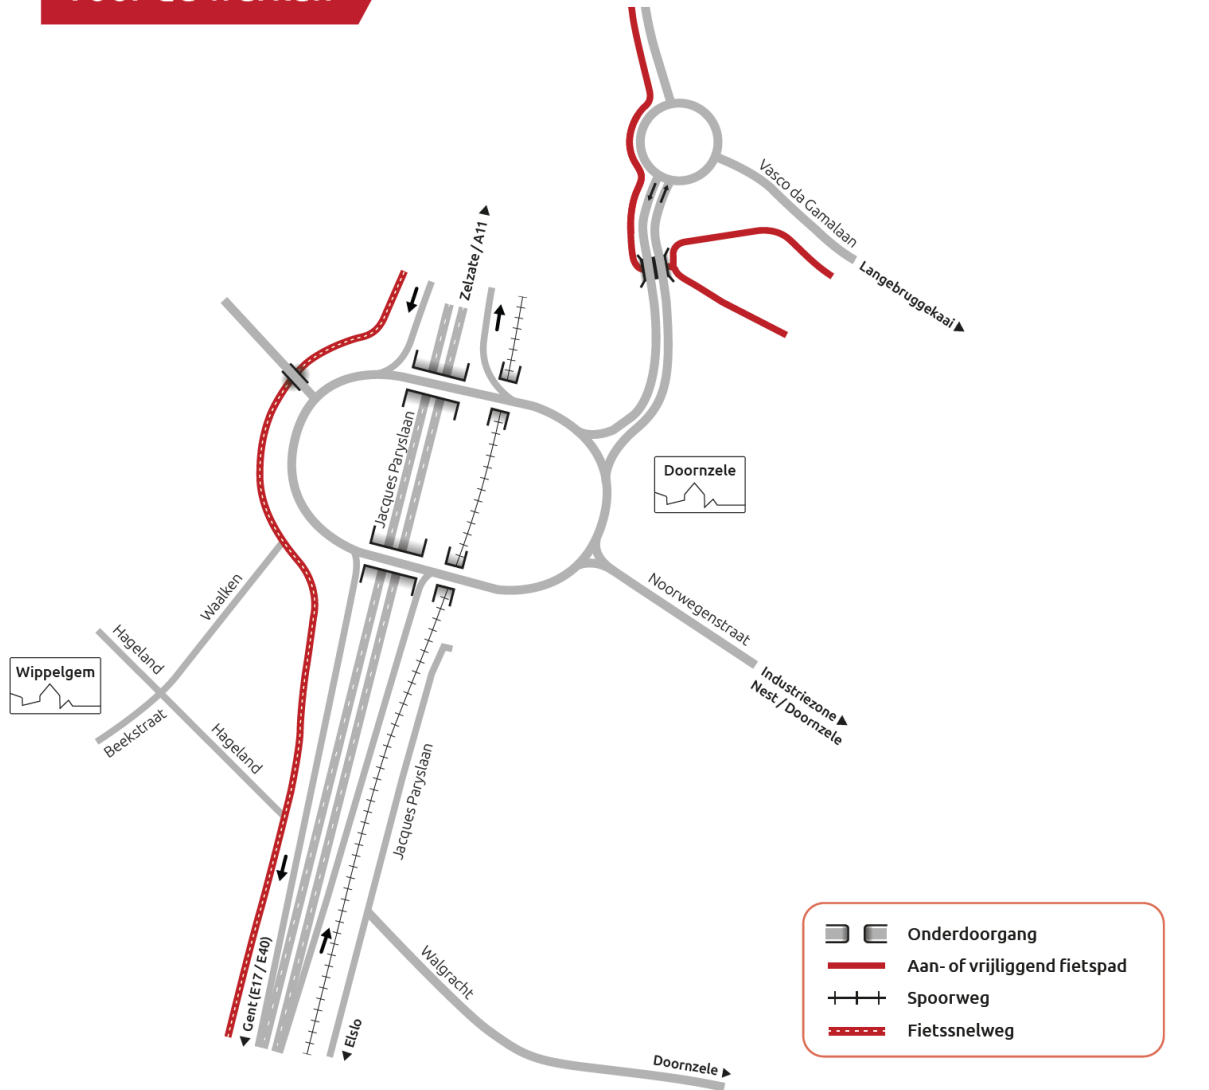 Vasco da Gamalaan
Langebruggekaai
Zelzate / A11
Jacques Paryslaan
Doornzele
Noorwegenstraat
Industriezone
Nest / Doornzele
Waalken
Hageland
Wippelgem
Beekstraat
Hageland
Jacques Paryslaan
Gent (E17 / E40)
Elslo
Walgracht
Doornzele
Onderdoorgang
Aan- of vrijliggend fietspad
Spoorweg
Fietssnelweg